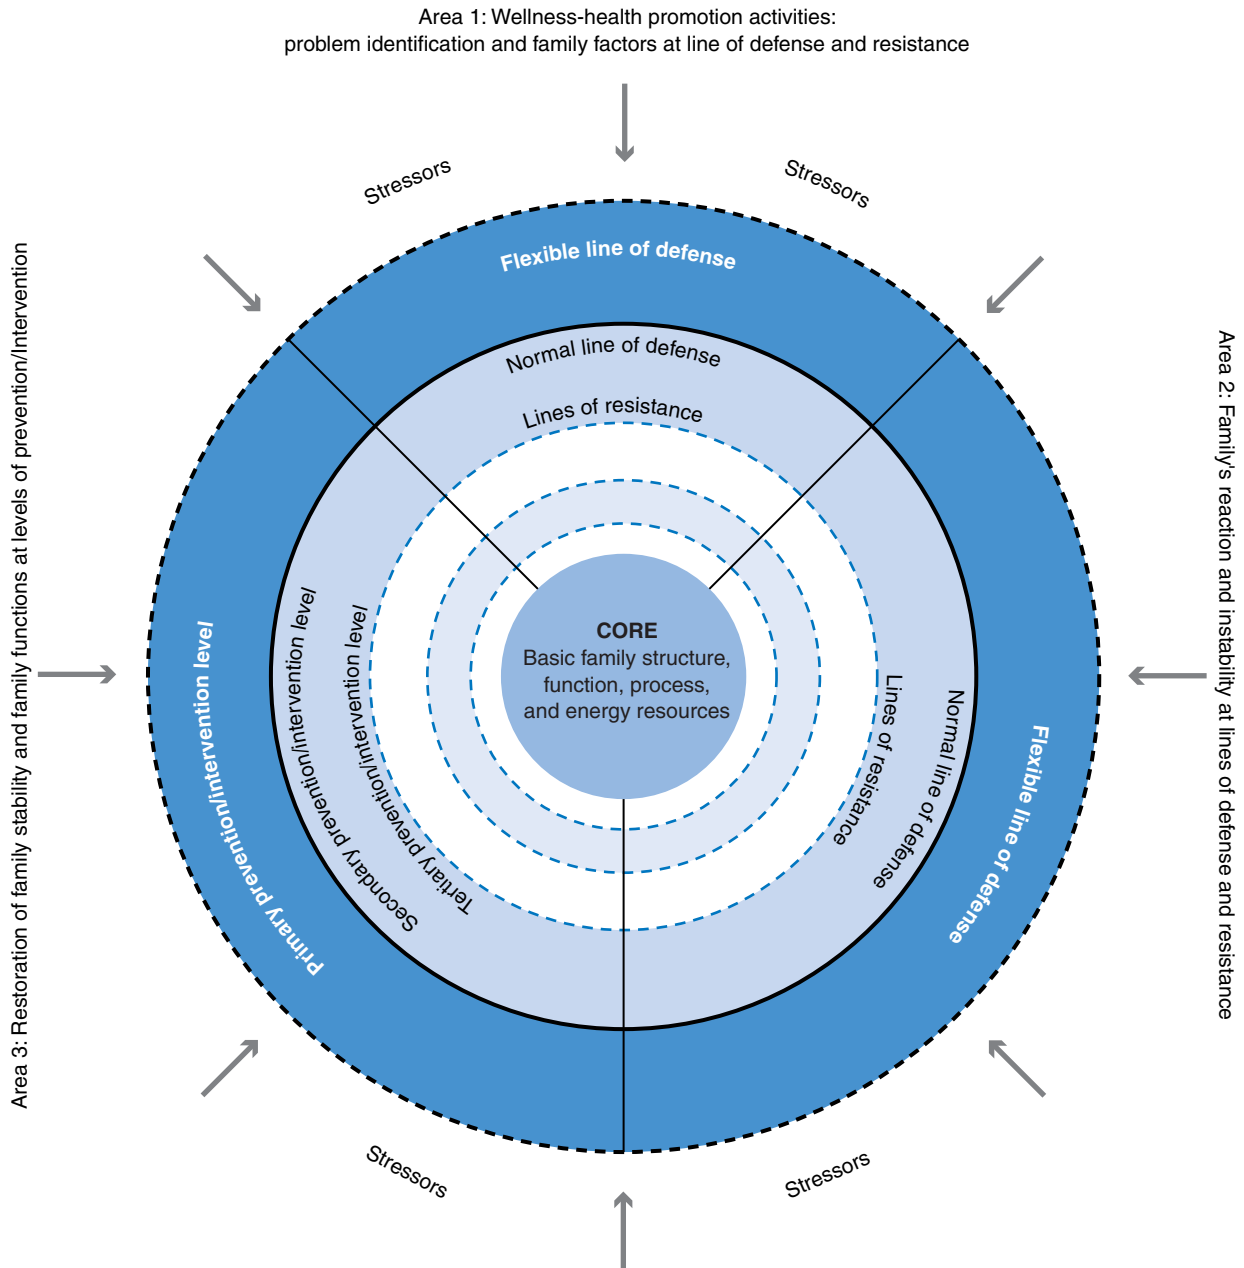 Area 1: Wellness-health promotion activities:
problem identification and family factors at line of defense and resistance
Stressors
Stressors
Flexible line of defense
Normal line of defense
Lines of resistance
Area 3: Restoration of family stability and family functions at levels of prevention/Intervention
Primary prevention/intervention level
Secondary prevention/intervention level
Tertiary prevention/intervention level
CORE
Basic family structure,
function, process,
and energy resources
Lines of resistance
Normal line of defense
Flexible line of defense
Area 2: Family's reaction and instability at lines of defense and resistance
Stressors
Stressors